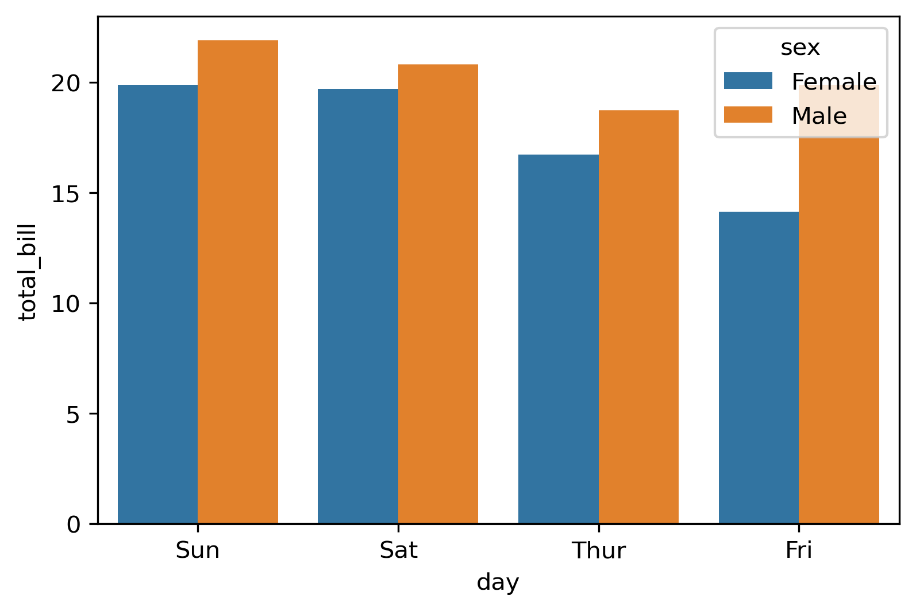 sex
Female
Male
20
15
10
5
0
total_bill
Sun Sat Thur Fri
day